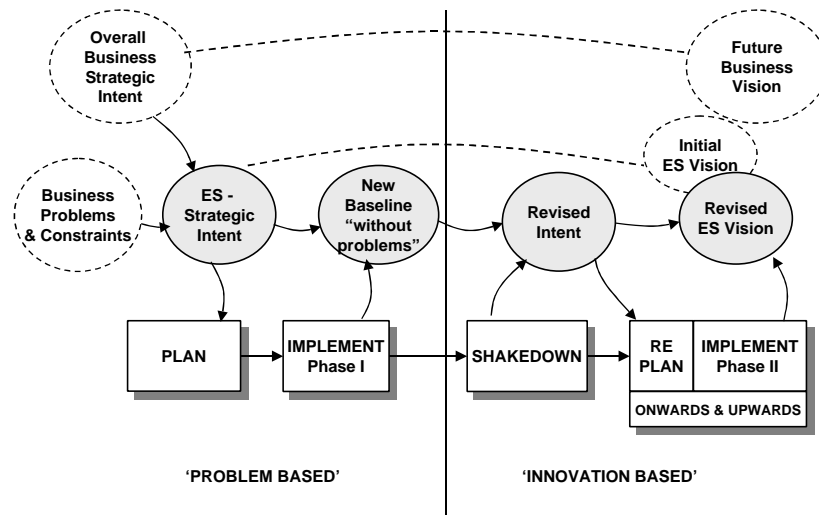 Overall
Business
Strategic
Intent
Future
Business
Vision
Initial
ES Vision
Business
Problems
& Constraints
ES -
Strategic
Intent
New
Baseline
“without
problems”
Revised
Intent
Revised
ES Vision
PLAN
IMPLEMENT
Phase I
SHAKEDOWN
RE
PLAN
IMPLEMENT
Phase II
ONWARDS & UPWARDS
‘PROBLEM BASED’
‘INNOVATION BASED’